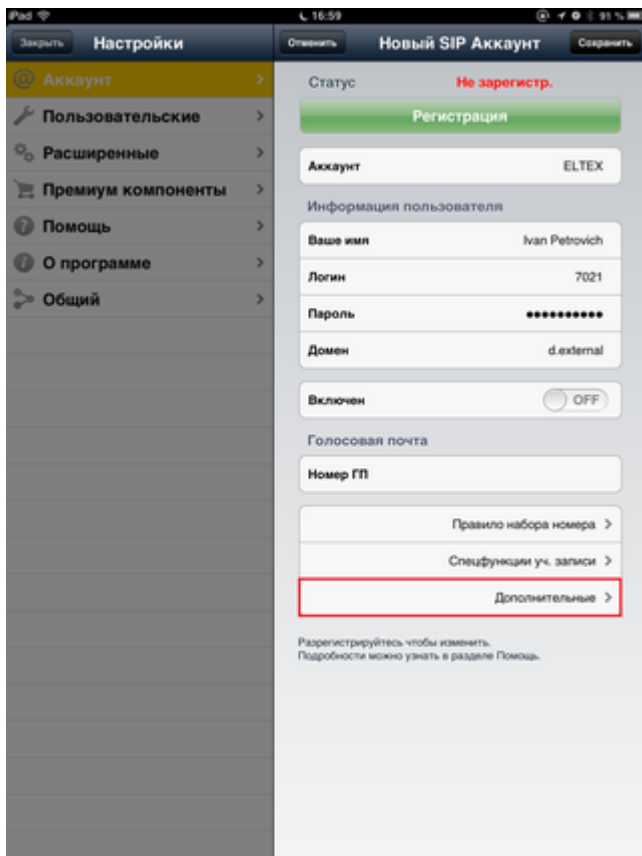 iPad 16:59 91 %
Закрыть Настройки
@ Аккаунт
Пользовательские
Расширенные
Премиум компоненты
Помощь
О программе
Общий
Отменить Новый SIP Аккаунт Сохранить
Статус Не зарегистр.
Регистрация
Аккаунт ELTEX
Информация пользователя
Ваше имя Ivan Petrovich
Логин 7021
Пароль ••••••••••
Домен d.external
Включен OFF
Голосовая почта
Номер ГП
Правило набора номера
Спецфункции уч. записи
Дополнительные
Разрегистрируйтесь чтобы изменить.
Подробности можно узнать в разделе Помощь.